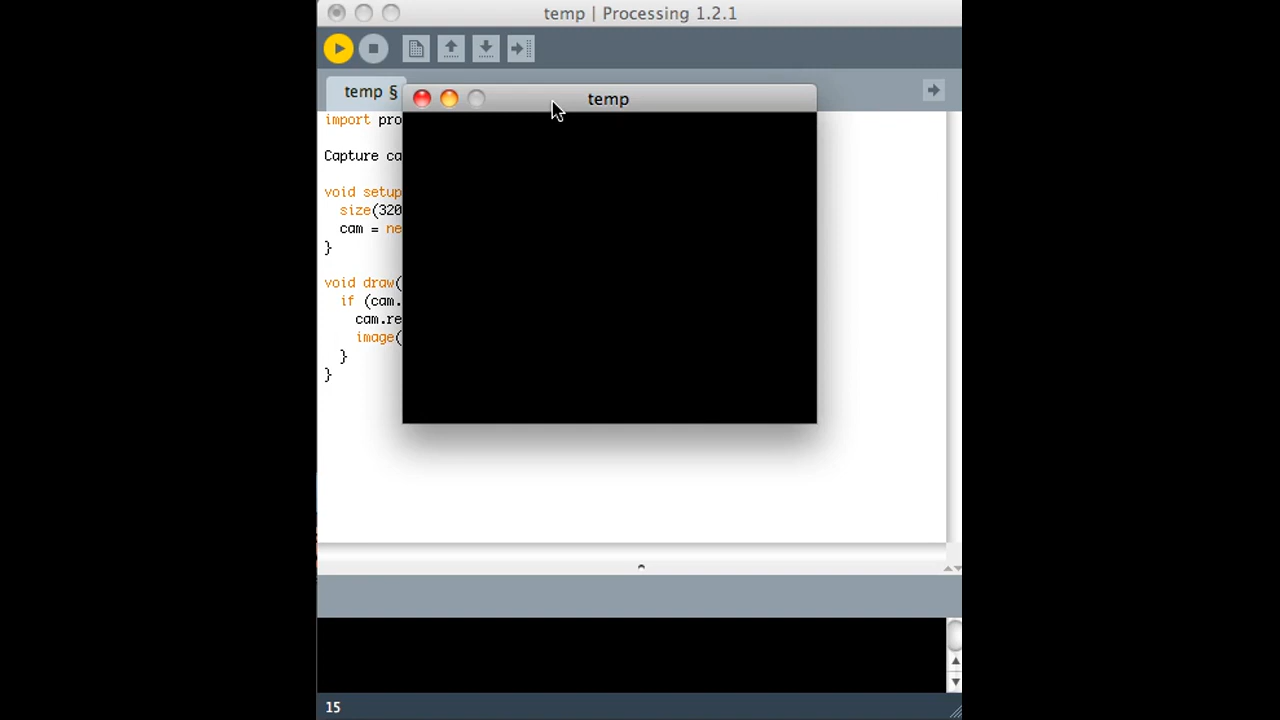 temp | Processing 1.2.1
temp §
temp
import pro
Capture ca
void setup
size(320
cam = ne
}
void draw(
if (cam.
cam.re
image(
}
}
15